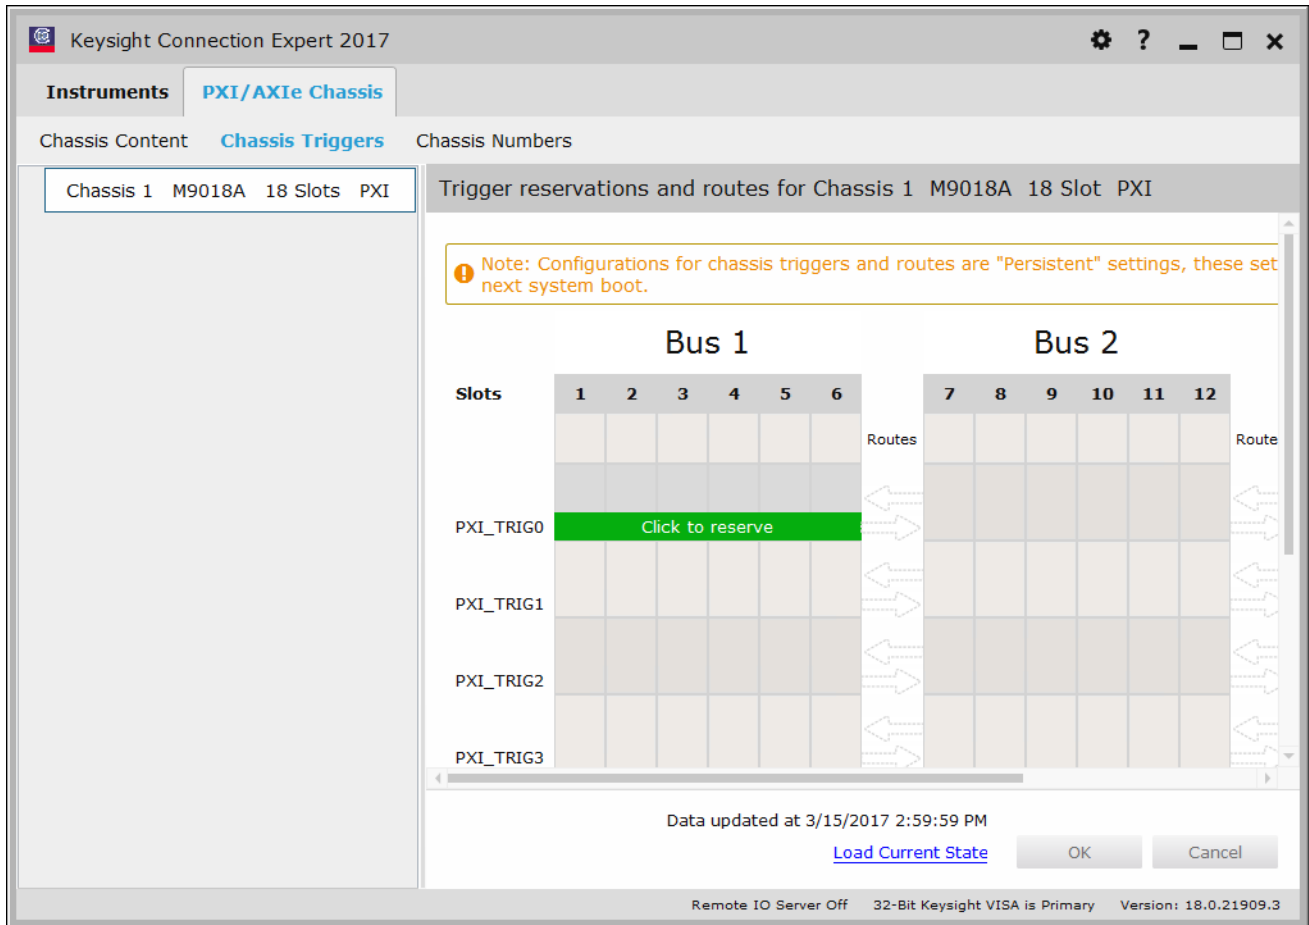 Keysight Connection Expert 2017
?
Instruments PXI/AXIe Chassis
Chassis Content Chassis Triggers Chassis Numbers
Chassis 1 M9018A 18 Slots PXI
Trigger reservations and routes for Chassis 1 M9018A 18 Slot PXI
Note: Configurations for chassis triggers and routes are "Persistent" settings, these set
next system boot.
Bus 1 Bus 2
Slots 1 2 3 4 5 6 7 8 9 10 11 12
Routes Route
PXI_TRIG0 Click to reserve
PXI_TRIG1
PXI_TRIG2
PXI_TRIG3
Data updated at 3/15/2017 2:59:59 PM
Load Current State OK Cancel
Remote IO Server Off 32-Bit Keysight VISA is Primary Version: 18.0.21909.3